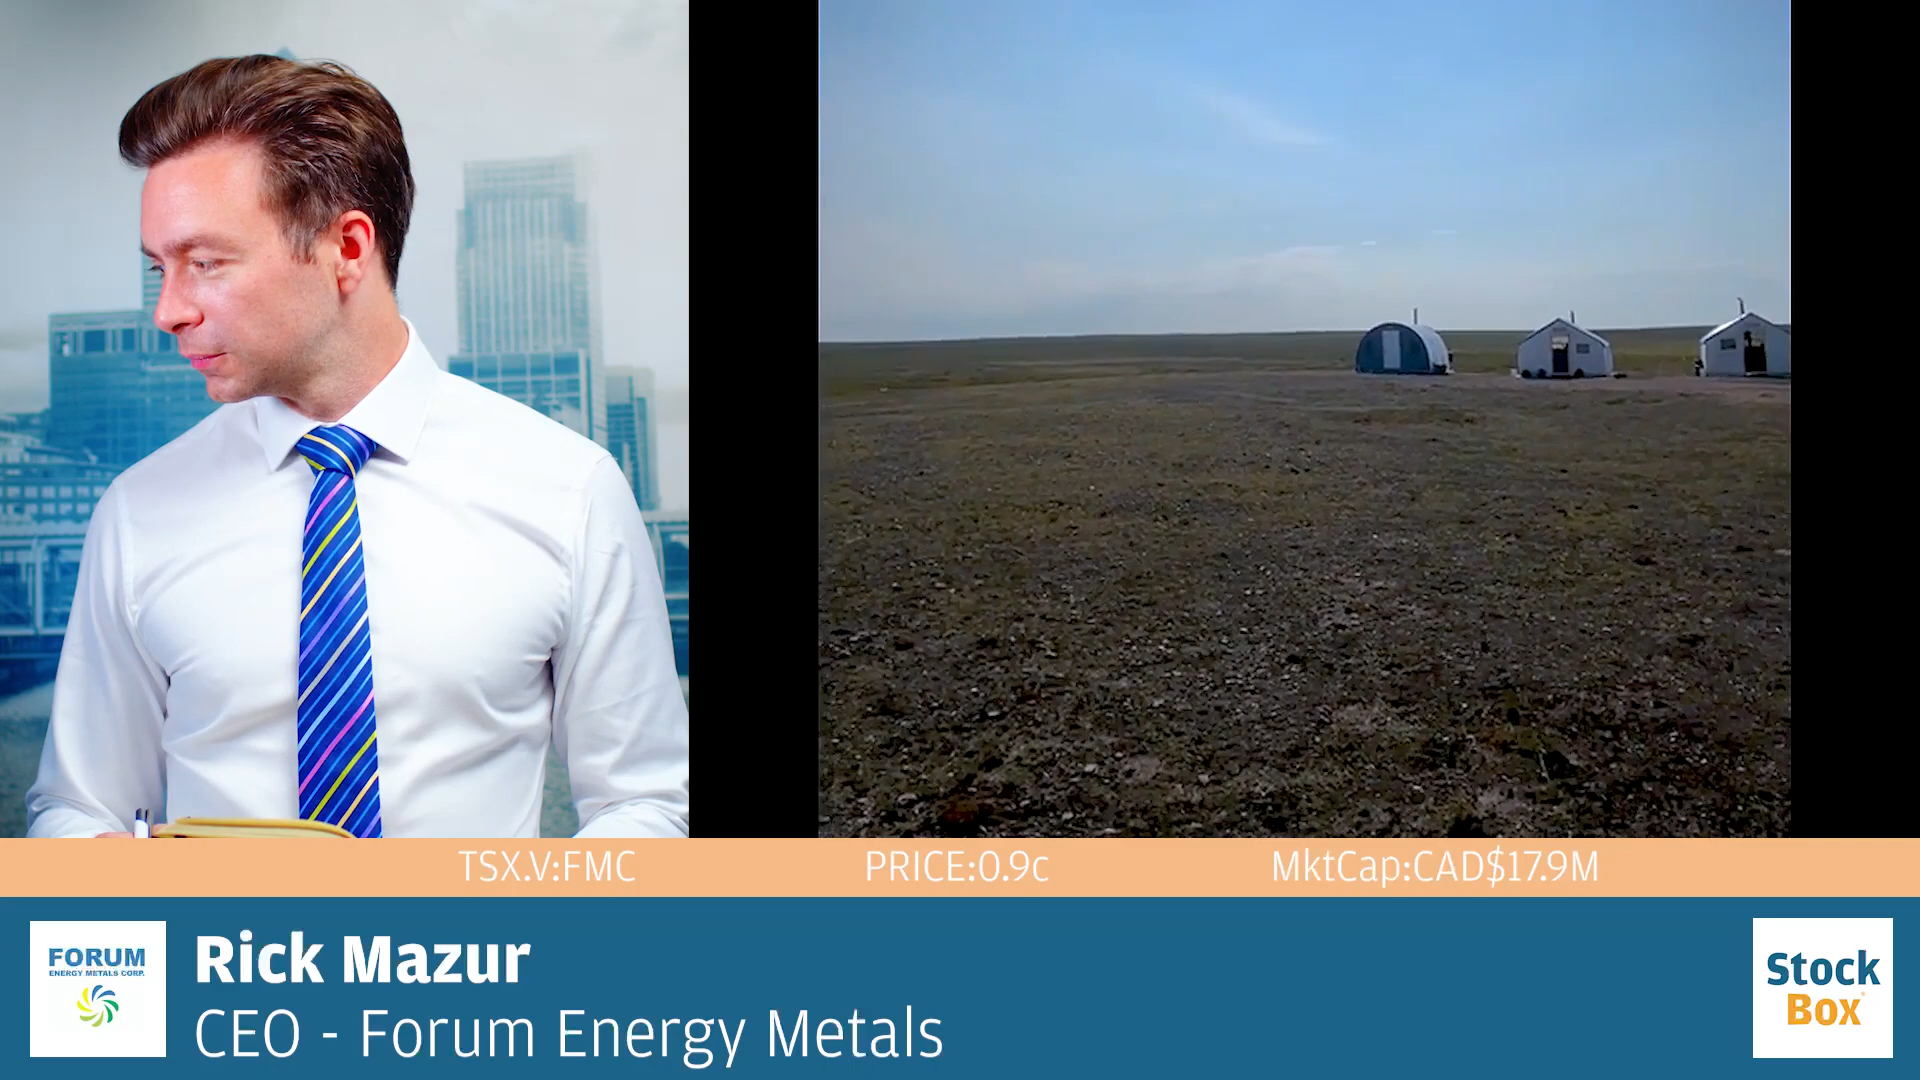 TSX.V:FMC
PRICE:0.9c
MktCap:CAD$17.9M
FORUM
ENERGY METALS CORP.
Rick Mazur
CEO - Forum Energy Metals
Stock
Box